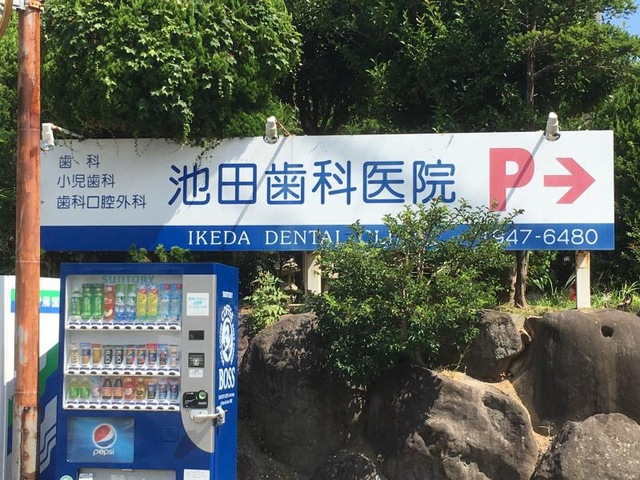 歯 科
小児歯科
歯科口腔外科
池田歯科医院
P
IKEDA DENTAL
947-6480
SUNTORY
SUNTORY
BOSS
pepsi